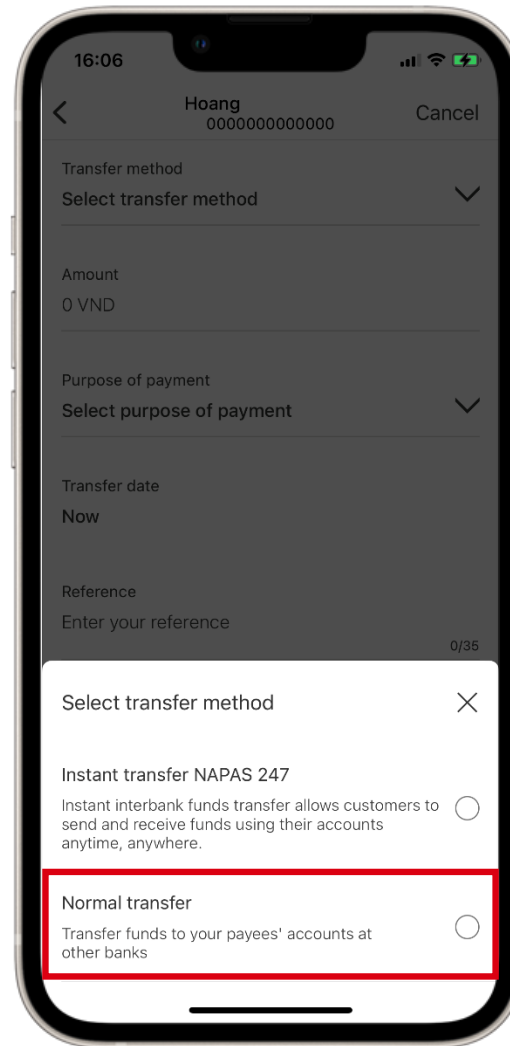 16:06
Hoang
0000000000000
Cancel
Transfer method
Select transfer method
Amount
0 VND
Purpose of payment
Select purpose of payment
Transfer date
Now
Reference
Enter your reference
0/35
Select transfer method
Instant transfer NAPAS 247
Instant interbank funds transfer allows customers to
send and receive funds using their accounts
anytime, anywhere.
Normal transfer
Transfer funds to your payees' accounts at
other banks